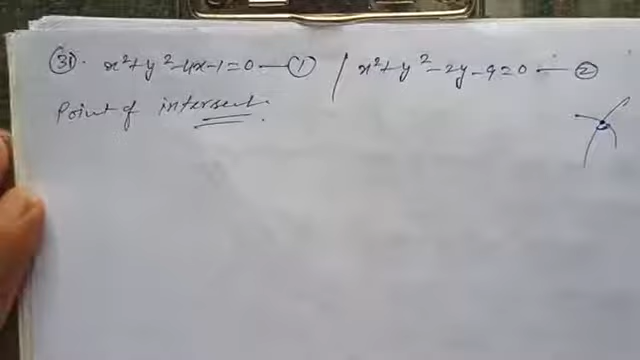 (31). x²+y²-4x-1=0 — (1) / x²+y²-2y-9=0 — (2)
Point of intersect.